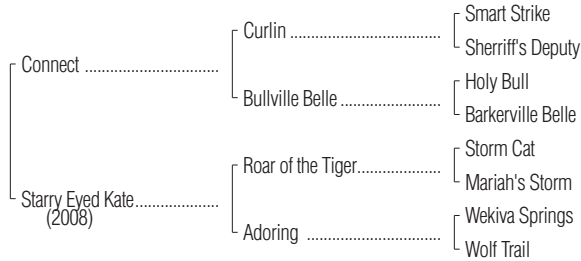 Smart Strike
Curlin
Sherriff's Deputy
Connect
Holy Bull
Bullville Belle
Barkerville Belle
Storm Cat
Roar of the Tiger
Mariah's Storm
Starry Eyed Kate
(2008)
Wekiva Springs
Adoring
Wolf Trail